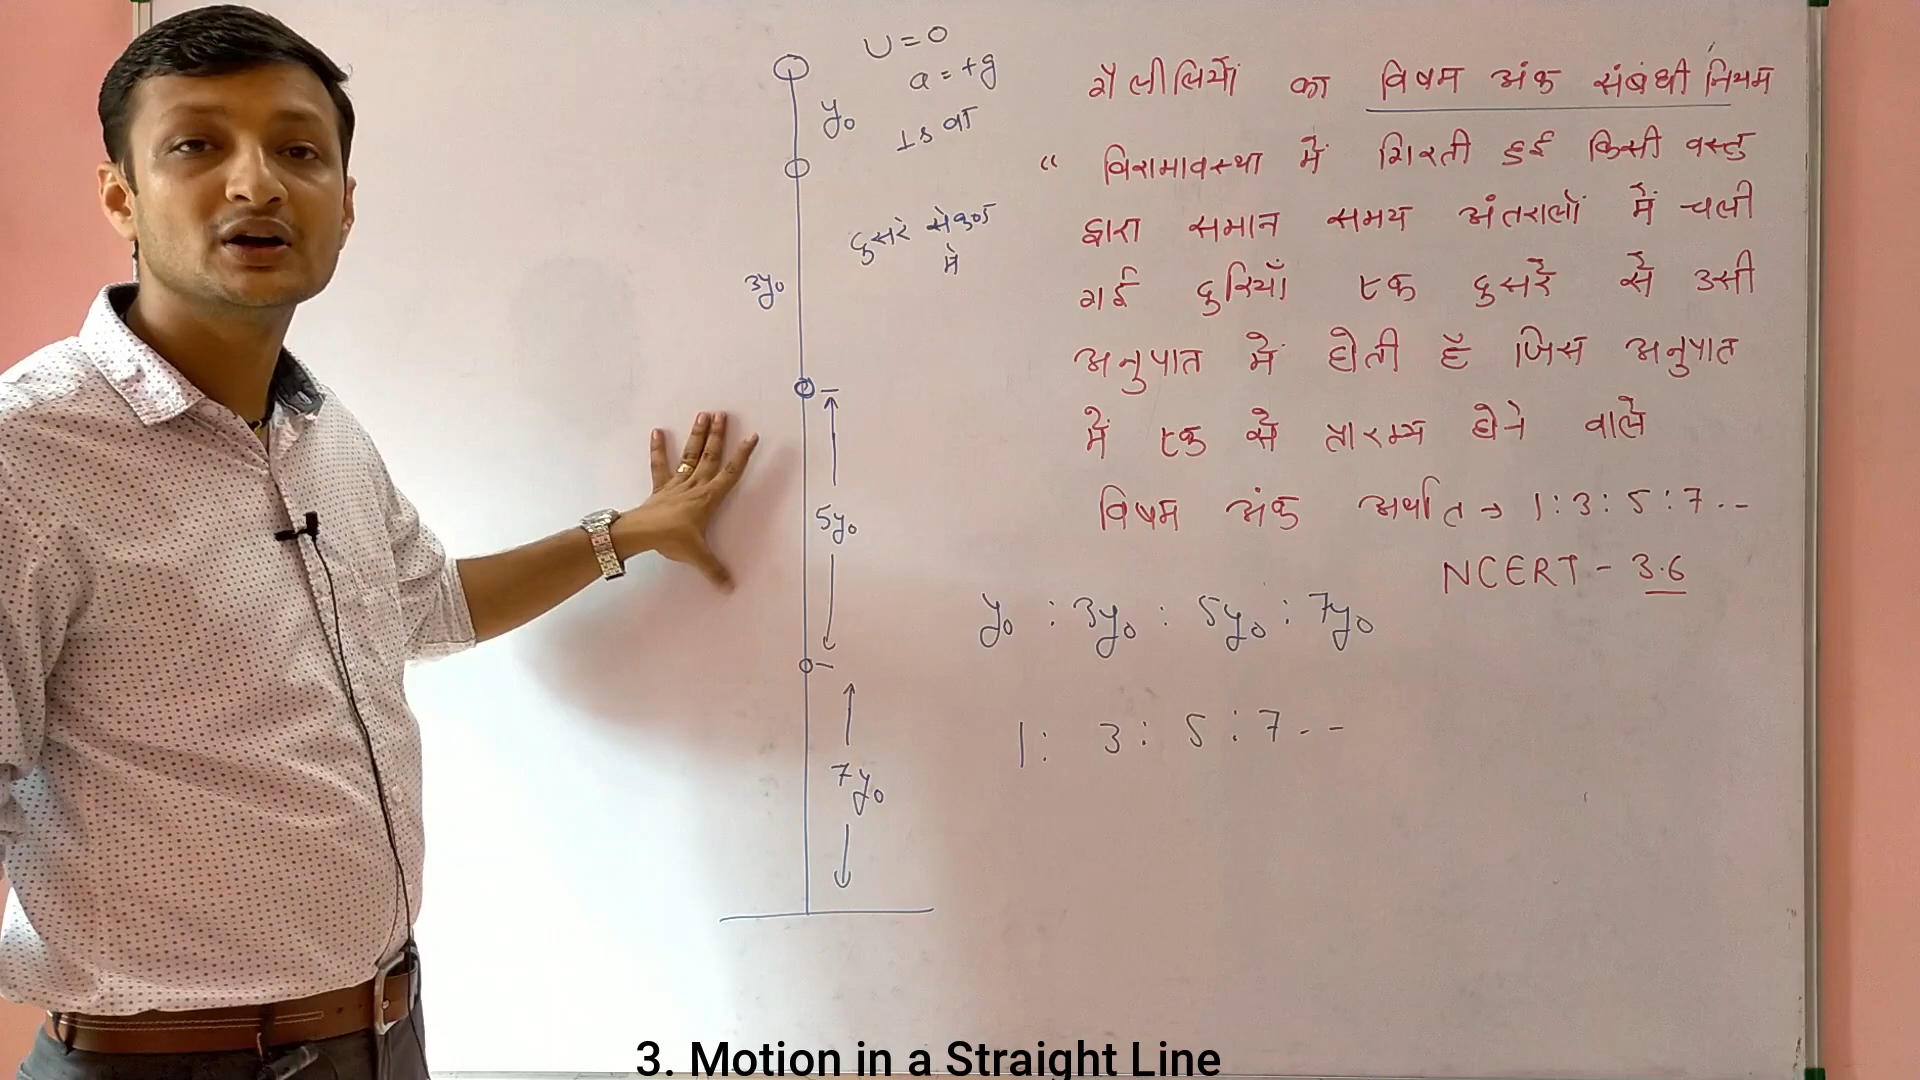 U=0
a=+g
y₀
1s बाद
दुसरे सेकण्ड
में
3y₀
5y₀
7y₀
गैलीलियों का विषम अंक संबंधी नियम
“ विरामावस्था में गिरती हुई किसी वस्तु
द्वारा समान समय अंतरालों में चली
गई दुरियाँ एक दुसरे से उसी
अनुपात में होती है जिस अनुपात
में एक से प्रारम्भ होने वाले
विषम अंक अर्थात → 1:3:5:7--
NCERT - 3.6
y₀ : 3y₀ : 5y₀ : 7y₀
1: 3: 5:7--
3. Motion in a Straight Line